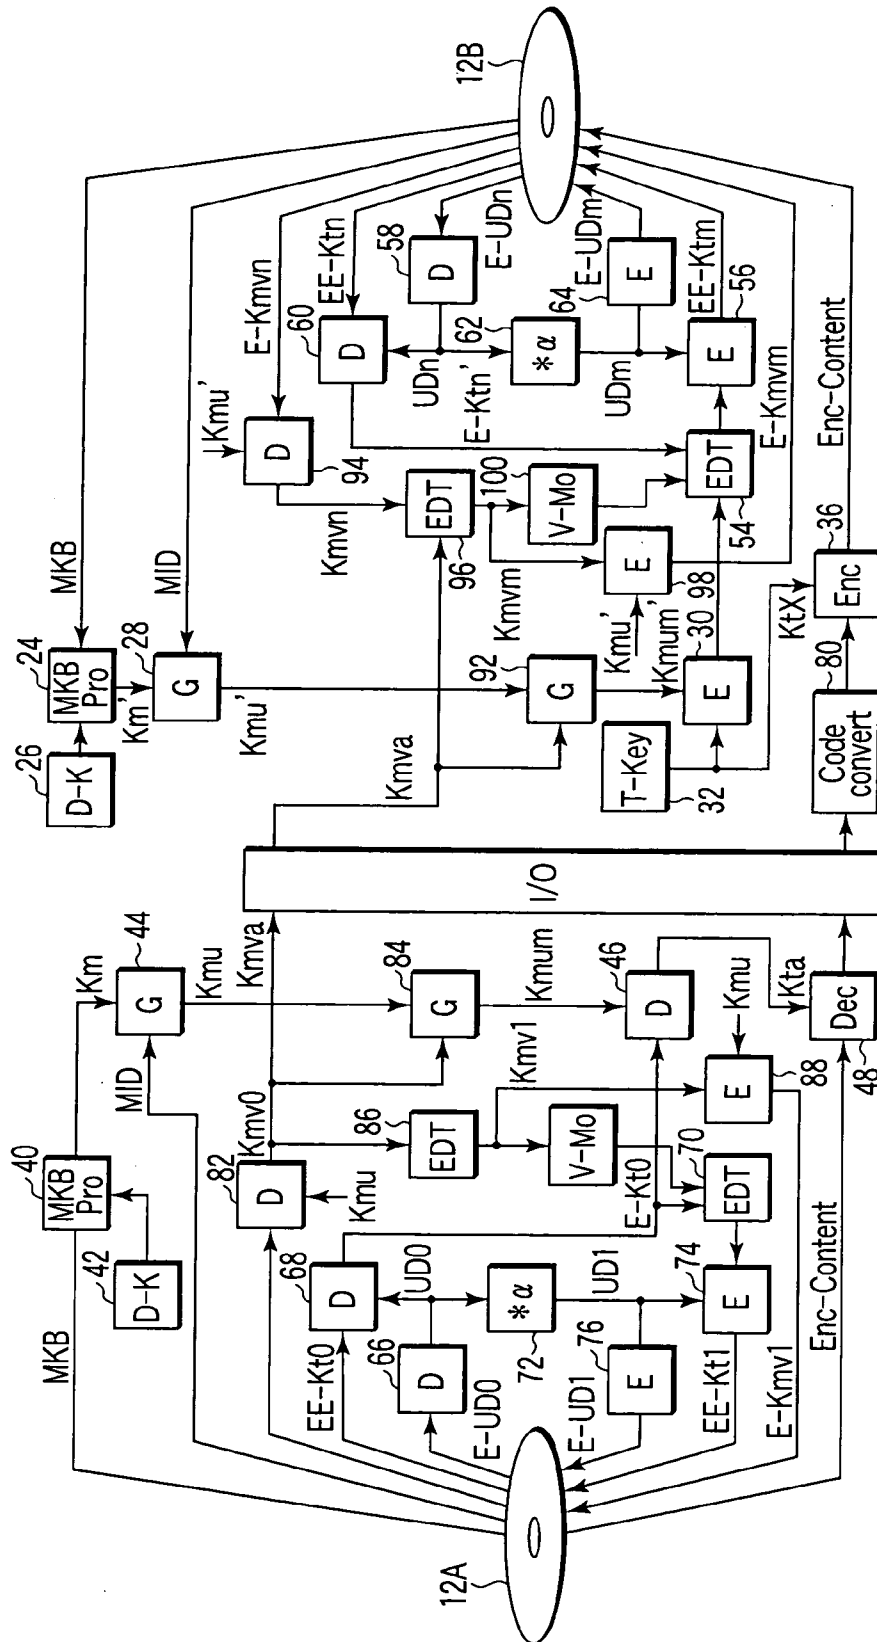 MKB
40
MKB
Pro
42
D-K
Km
44
G
MID
Kmu
82
D
Kmu
Kmv0
Kmva
84
G
Kmum
86
EDT
Kmv1
V-Mo
46
D
Kta
EE-Kt0
68
D
UD0
E-Kt0
66
D
E-UD0
*α
72
UD1
76
E
E-UD1
70
EDT
74
E
EE-Kt1
88
E
Kmu
E-Kmv1
Enc-Content
48
Dec
12A
I/O
26
D-K
24
MKB
Pro
MKB
Km'
28
G
MID
Kmu'
Kmva
92
G
Kmum'
T-Key
32
30
E
Kmu'
94
D
E-Kmvn
Kmvn
96
EDT
Kmvm
100
V-Mo
Kmu'
98
E
E-Kmvm
60
D
EE-Ktn
UDn
E-Ktn'
58
D
E-UDn
62
*α
UDm
64
E
E-UDm
54
EDT
56
E
EE-Ktm
KtX
80
Code
convert
36
Enc
Enc-Content
12B